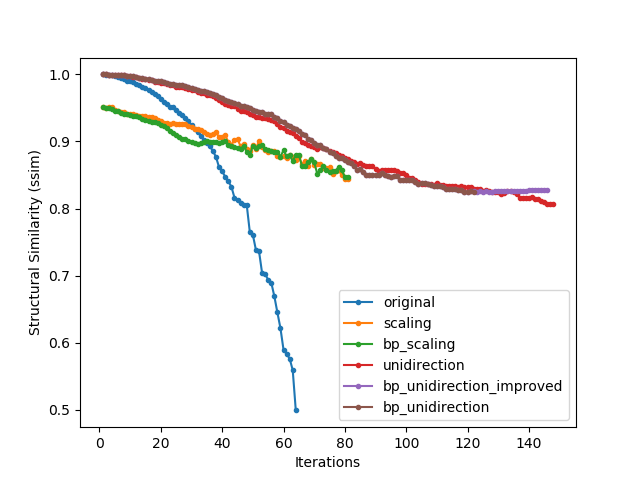 1.0
0.9
0.8
0.7
0.6
0.5
Structural Similarity (ssim)
original
scaling
bp_scaling
unidirection
bp_unidirection_improved
bp_unidirection
0 20 40 60 80 100 120 140
Iterations